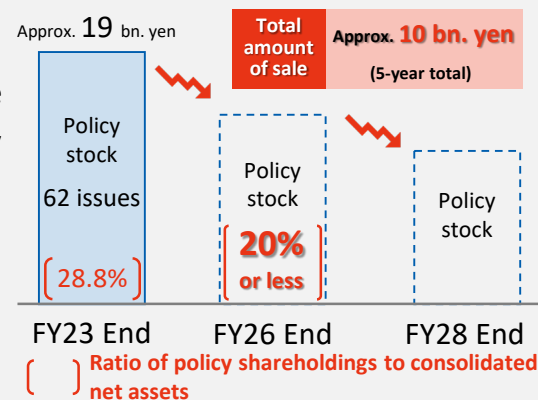 Approx. 19 bn. yen
Total
amount
of sale
Approx. 10 bn. yen
(5-year total)
Policy
stock
62 issues
[28.8%]
Policy
stock
[20%
or less]
Policy
stock
FY23 End FY26 End FY28 End
[ ] Ratio of policy shareholdings to consolidated
net assets